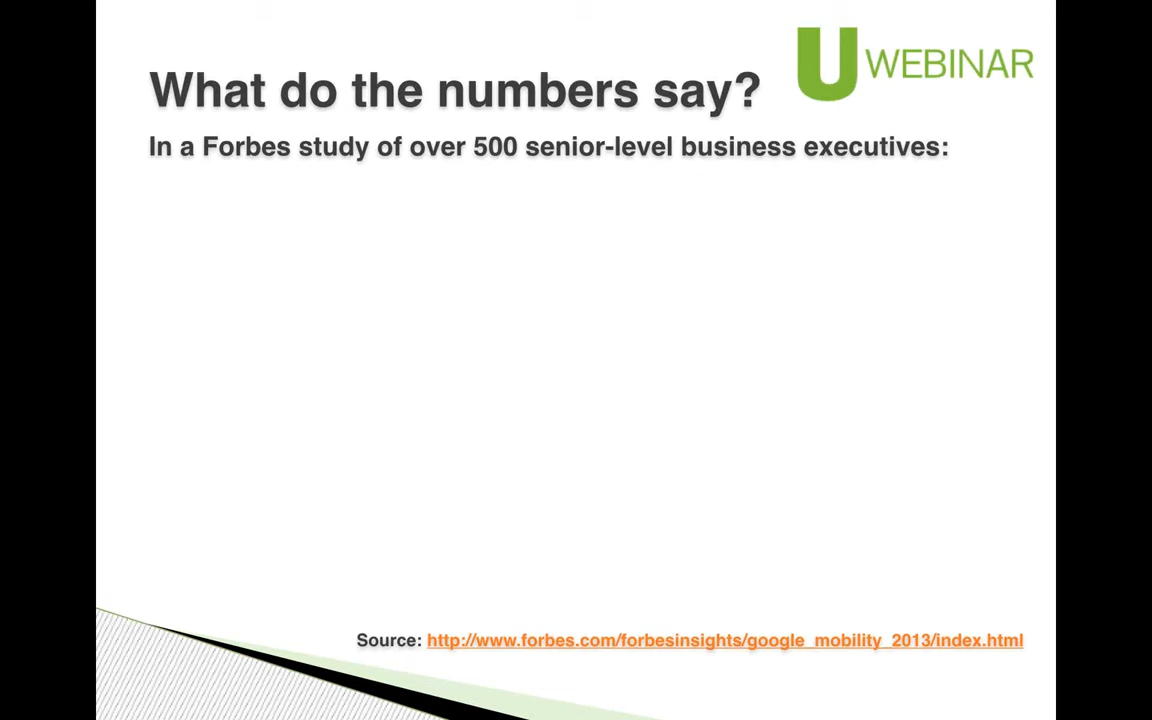 U WEBINAR
What do the numbers say?
In a Forbes study of over 500 senior-level business executives:
Source: http://www.forbes.com/forbesinsights/google_mobility_2013/index.html